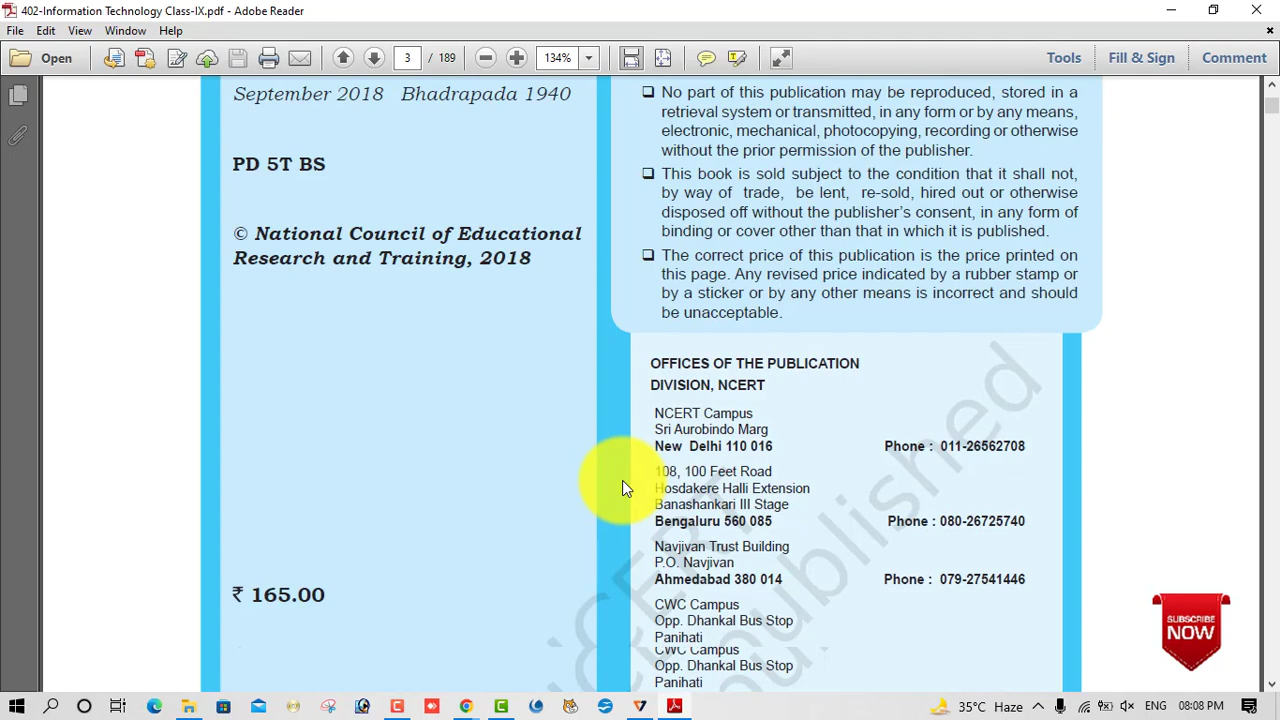 402-Information Technology Class-IX.pdf - Adobe Reader
File Edit View Window Help
Open 3 / 189 134% Tools Fill & Sign Comment
September 2018 Bhadrapada 1940
PD 5T BS
© National Council of Educational
Research and Training, 2018
₹ 165.00
❑ No part of this publication may be reproduced, stored in a
retrieval system or transmitted, in any form or by any means,
electronic, mechanical, photocopying, recording or otherwise
without the prior permission of the publisher.
❑ This book is sold subject to the condition that it shall not,
by way of trade, be lent, re-sold, hired out or otherwise
disposed off without the publisher's consent, in any form of
binding or cover other than that in which it is published.
❑ The correct price of this publication is the price printed on
this page. Any revised price indicated by a rubber stamp or
by a sticker or by any other means is incorrect and should
be unacceptable.
OFFICES OF THE PUBLICATION
DIVISION, NCERT
NCERT Campus
Sri Aurobindo Marg
New Delhi 110 016 Phone : 011-26562708
108, 100 Feet Road
Hosdakere Halli Extension
Banashankari III Stage
Bengaluru 560 085 Phone : 080-26725740
Navjivan Trust Building
P.O. Navjivan
Ahmedabad 380 014 Phone : 079-27541446
CWC Campus
Opp. Dhankal Bus Stop
Panihati
CWC Campus
Opp. Dhankal Bus Stop
Panihati
SUBSCRIBE
NOW
35°C Haze ENG 08:08 PM